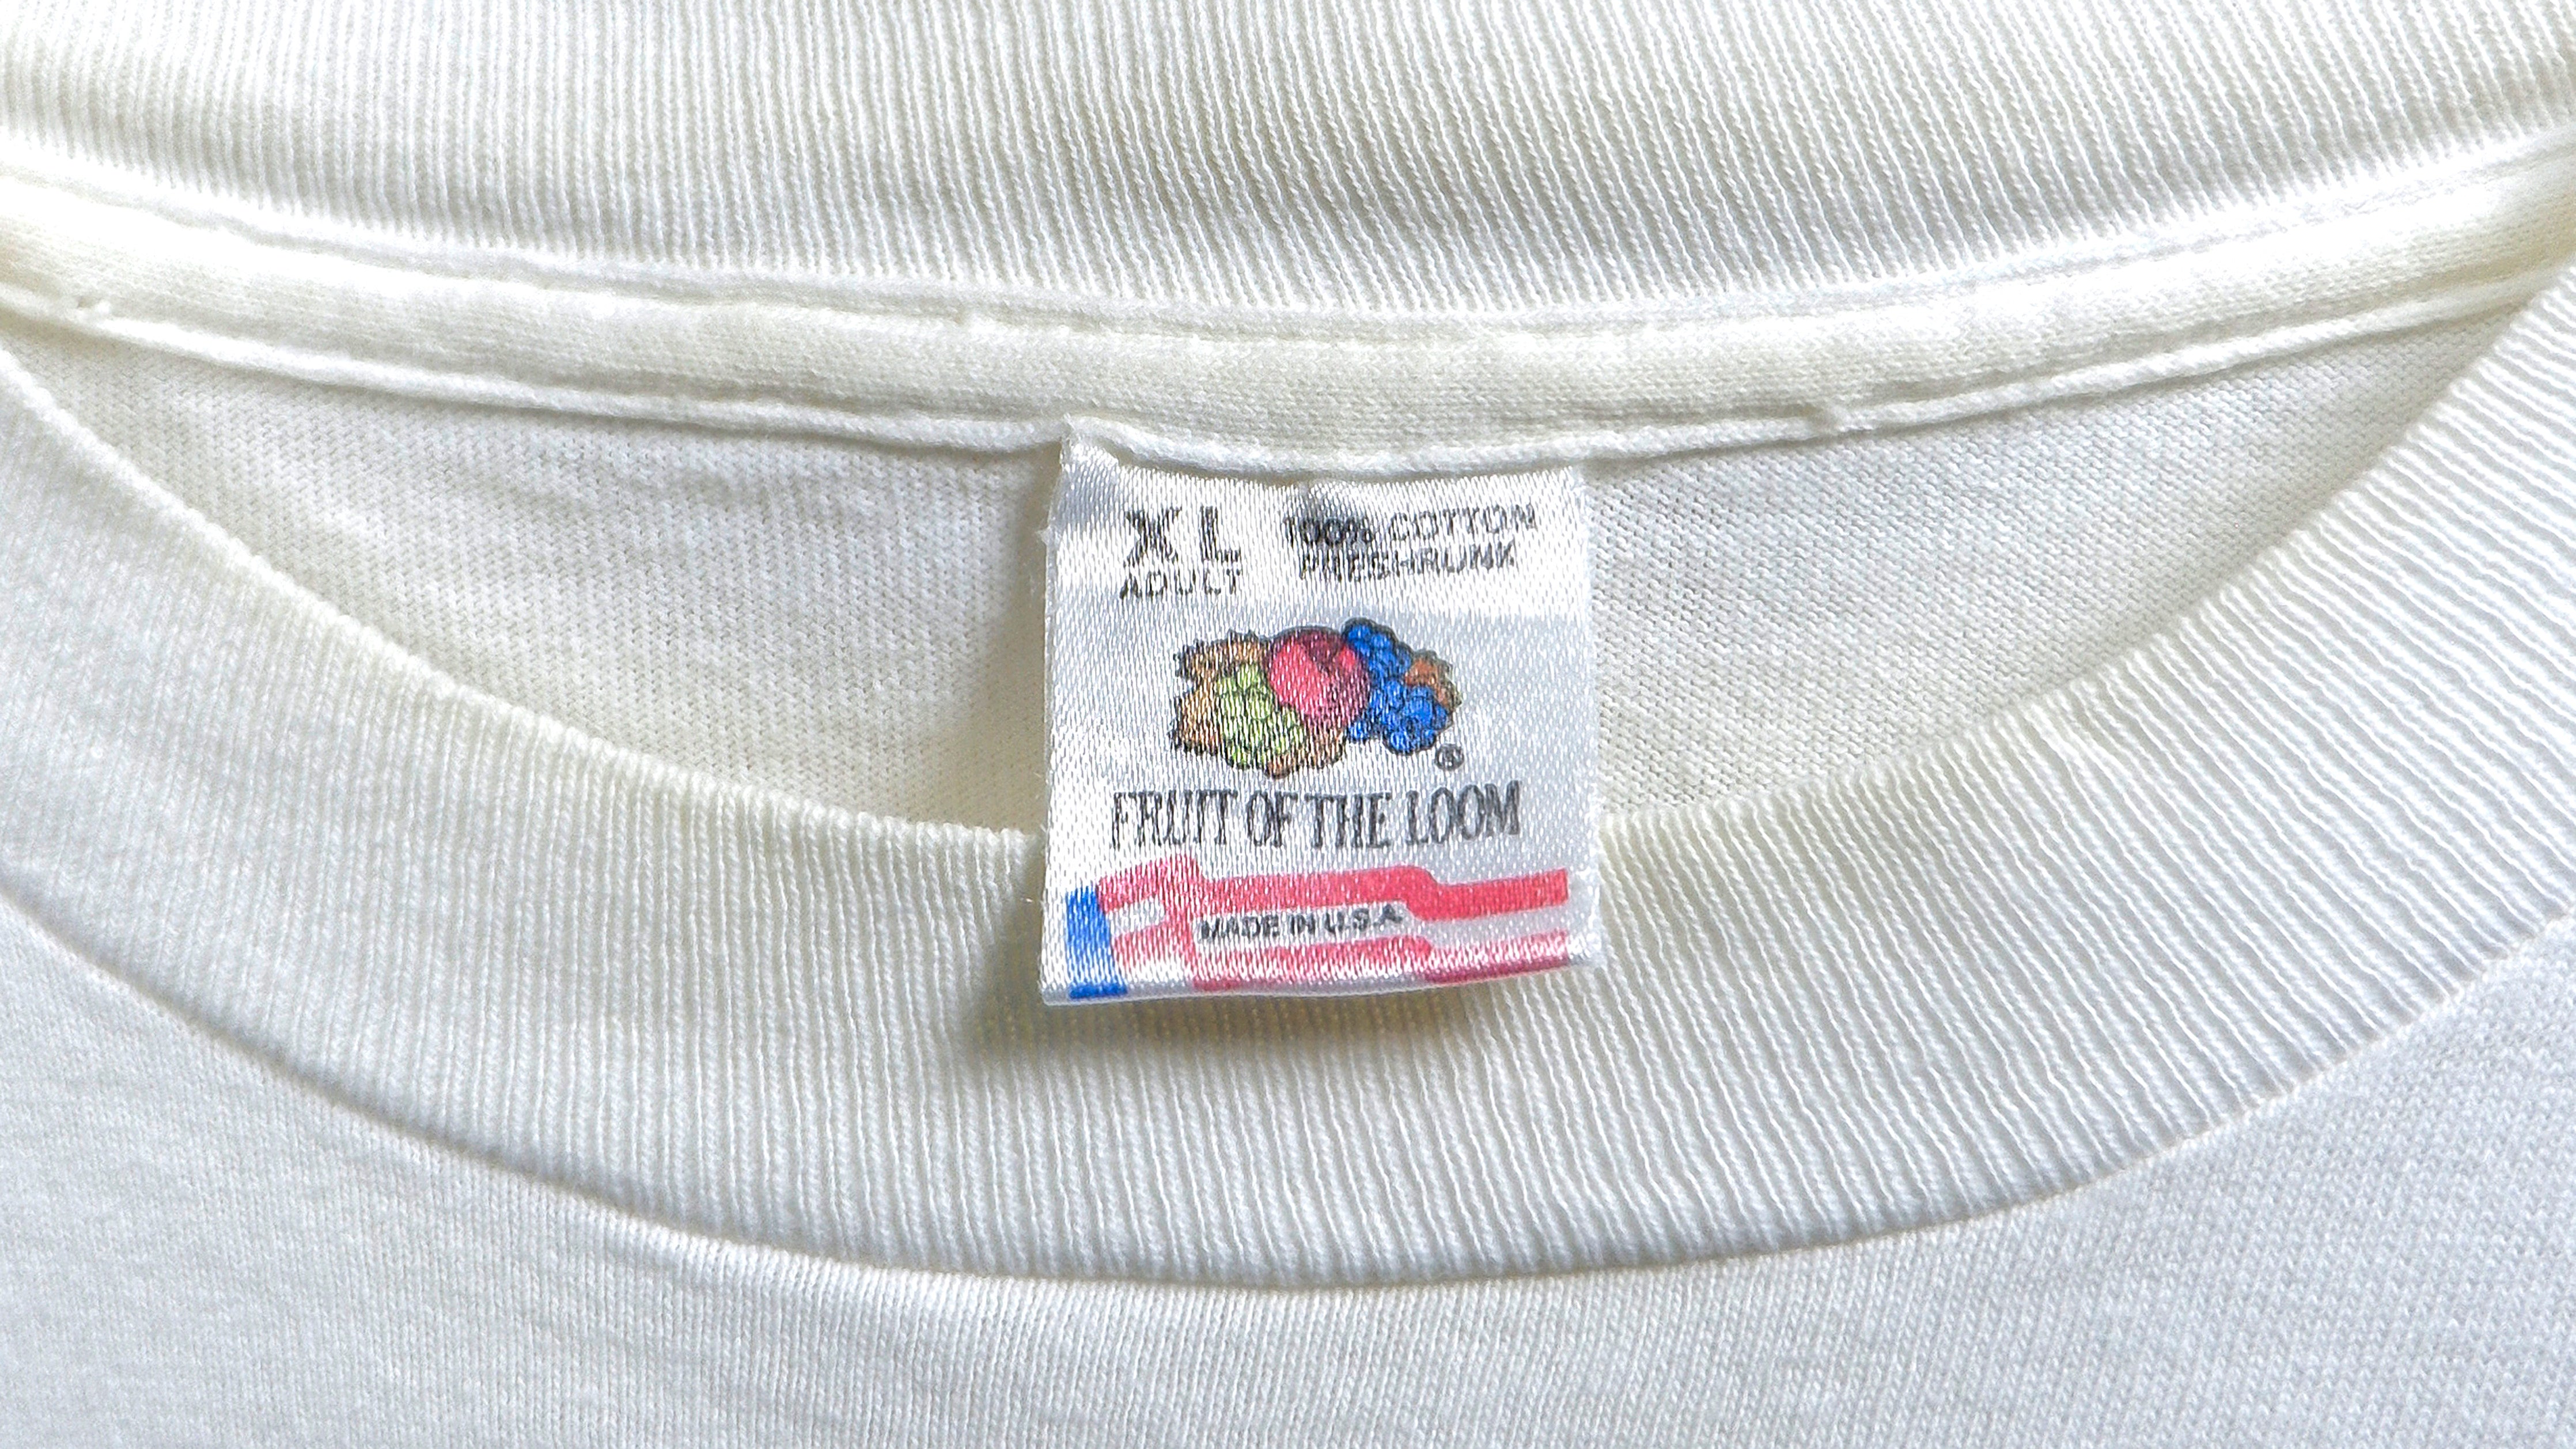 XL
ADULT
100% COTTON
PRESHRUNK
®
FRUIT OF THE LOOM
MADE IN U.S.A.